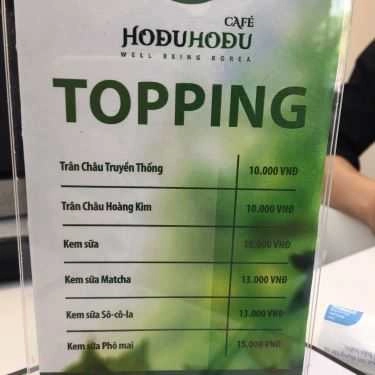 CAFÉ
HOĐUHOĐU
WELL BEING KOREA
TOPPING
Trân Châu Truyền Thống 10.000 VNĐ
Trân Châu Hoàng Kim 10.000 VNĐ
Kem sữa 10.000 VNĐ
Kem sữa Matcha 13.000 VNĐ
Kem sữa Sô-cô-la 13.000 VNĐ
Kem sữa Phô mai 15.000 VNĐ